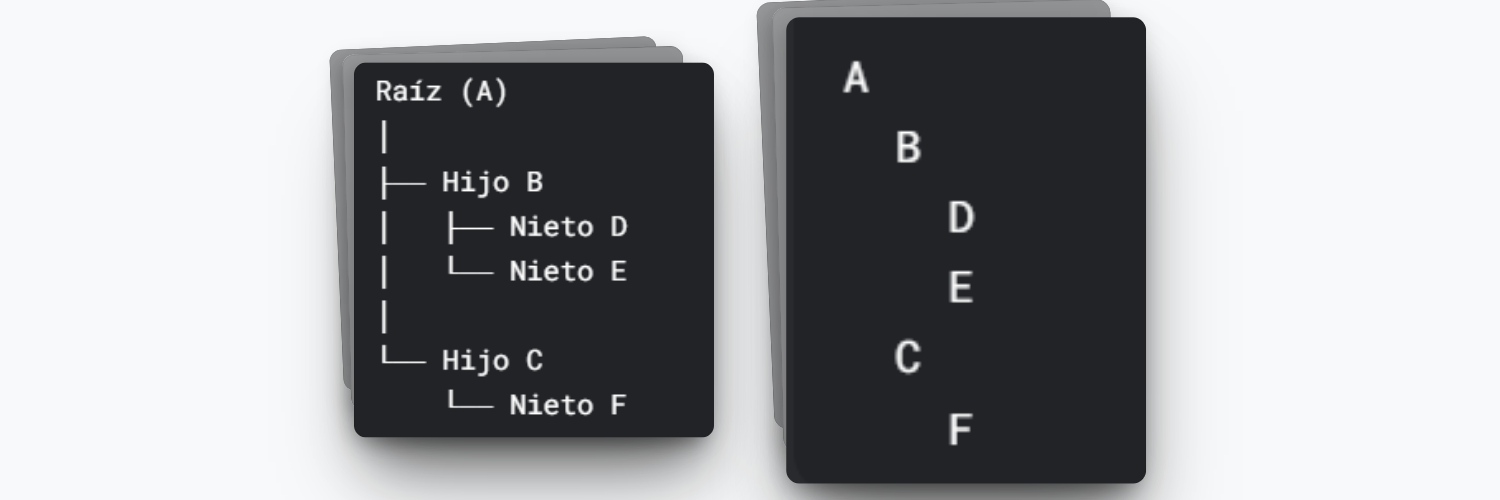 Raíz (A)
│
├── Hijo B
│   ├── Nieto D
│   └── Nieto E
│
└── Hijo C
    └── Nieto F
A
B
D
E
C
F